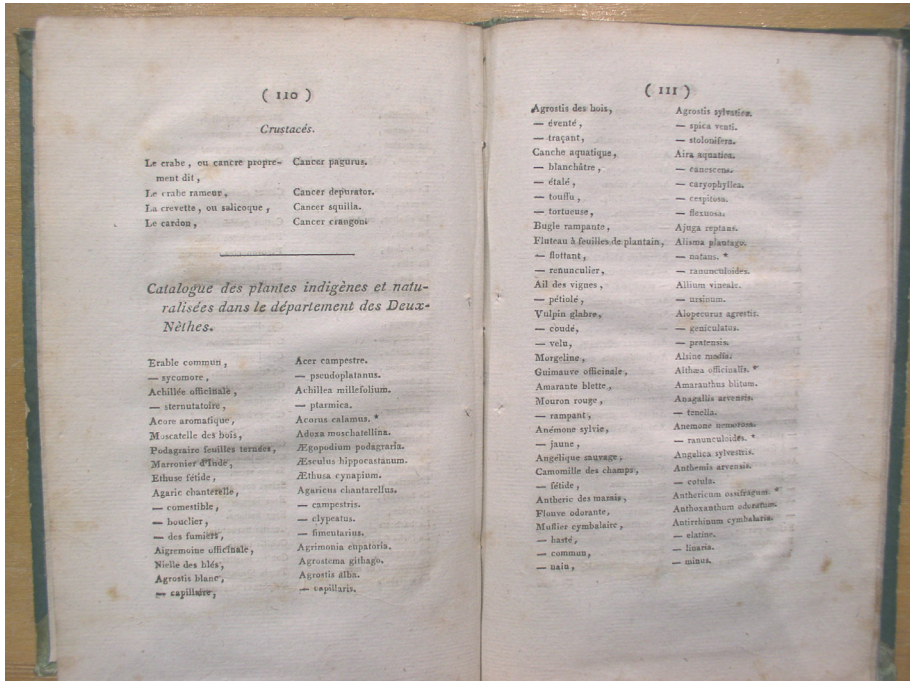 ( 110 )
Crustacés.
Le crabe, ou cancre propre- Cancer pagurus.
ment dit,
Le crabe rameur, Cancer depurator.
La crevette, ou salicoque, Cancer squilla.
Le cardon, Cancer crangon.
Catalogue des plantes indigènes et natu-
ralisées dans le département des Deux-
Nèthes.
Erable commun, Acer campestre.
— sycomore, — pseudoplatanus.
Achillée officinale, Achillea millefolium.
— sternutatoire, — ptarmica.
Acore aromatique, Acorus calamus. *
Moscatelle des bois, Adoxa moschatellina.
Podagraire feuilles ternées, Ægopodium podagraria.
Marronier d'Inde, Æsculus hippocastanum.
Ethuse fétide, Æthusa cynapium.
Agaric chanterelle, Agaricus chantarellus.
— comestible, — campestris.
— bouclier, — clypeatus.
— des fumiers, — fimentarius.
Aigremoine officinale, Agrimonia eupatoria.
Nielle des blés, Agrostema githago.
Agrostis blanc, Agrostis alba.
— capillaire, — capillaris.
( 111 )
Agrostis des bois, Agrostis sylvatica.
— éventé, — spica venti.
— traçant, — stolonifera.
Canche aquatique, Aira aquatica.
— blanchâtre, — canescens.
— étalé, — caryophyllea.
— touffu, — cespitosa.
— tortueuse, — flexuosa.
Bugle rampante, Ajuga reptans.
Fluteau à feuilles de plantain, Alisma plantago.
— flottant, — natans. *
— renunculier, — ranunculoides.
Ail des vignes, Allium vineale.
— pétiolé, — ursinum.
Vulpin glabre, Alopecurus agrestis.
— coudé, — geniculatus.
— velu, — pratensis.
Morgeline, Alsine media.
Guimauve officinale, Althæa officinalis. *
Amarante blette, Amaranthus blitum.
Mouron rouge, Anagallis arvensis.
— rampant, — tenella.
Anémone sylvie, Anemone nemorosa.
— jaune, — ranunculoides. *
Angélique sauvage, Angelica sylvestris.
Camomille des champs, Anthemis arvensis.
— fétide, — cotula.
Antheric des marais, Anthericum ossifragum. *
Flouve odorante, Anthoxanthum odoratum.
Muflier cymbalaire, Antirrhinum cymbalaria.
— hasté, — elatine.
— commun, — linaria.
— nain, — minus.